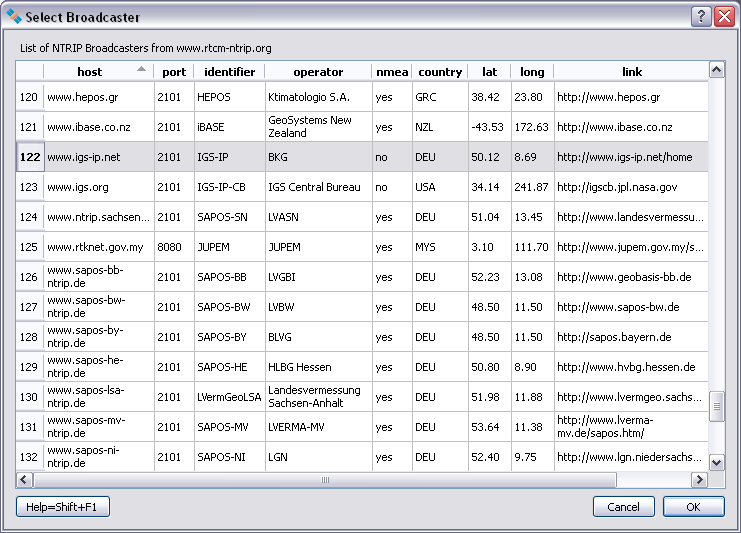 Select Broadcaster
List of NTRIP Broadcasters from www.rtcm-ntrip.org
host port identifier operator nmea country lat long link
120 www.hepos.gr 2101 HEPOS Ktimatologio S.A. yes GRC 38.42 23.80 http://www.hepos.gr
121 www.ibase.co.nz 2101 iBASE GeoSystems New Zealand yes NZL -43.53 172.63 http://www.ibase.co.nz
122 www.igs-ip.net 2101 IGS-IP BKG no DEU 50.12 8.69 http://www.igs-ip.net/home
123 www.igs.org 2101 IGS-IP-CB IGS Central Bureau no USA 34.14 241.87 http://igscb.jpl.nasa.gov
124 www.ntrip.sachsen... 2101 SAPOS-SN LVASN yes DEU 51.04 13.45 http://www.landesvermessu...
125 www.rtknet.gov.my 8080 JUPEM JUPEM yes MYS 3.10 111.70 http://www.jupem.gov.my/s...
126 www.sapos-bb-ntrip.de 2101 SAPOS-BB LVGBI yes DEU 52.23 13.08 http://www.geobasis-bb.de
127 www.sapos-bw-ntrip.de 2101 SAPOS-BW LVBW yes DEU 48.50 11.50 http://www.sapos-bw.de
128 www.sapos-by-ntrip.de 2101 SAPOS-BY BLVG yes DEU 48.50 11.50 http://sapos.bayern.de
129 www.sapos-he-ntrip.de 2101 SAPOS-HE HLBG Hessen yes DEU 50.80 8.90 http://www.hvbg.hessen.de
130 www.sapos-lsa-ntrip.de 2101 LVermGeoLSA Landesvermessung Sachsen-Anhalt yes DEU 51.98 11.88 http://www.lvermgeo.sachs...
131 www.sapos-mv-ntrip.de 2101 SAPOS-MV LVERMA-MV yes DEU 53.64 11.38 http://www.lverma-mv.de/sapos.htm/
132 www.sapos-ni-ntrip.de 2101 SAPOS-NI LGN yes DEU 52.40 9.75 http://www.lgn.niedersachs...
Help=Shift+F1 Cancel OK